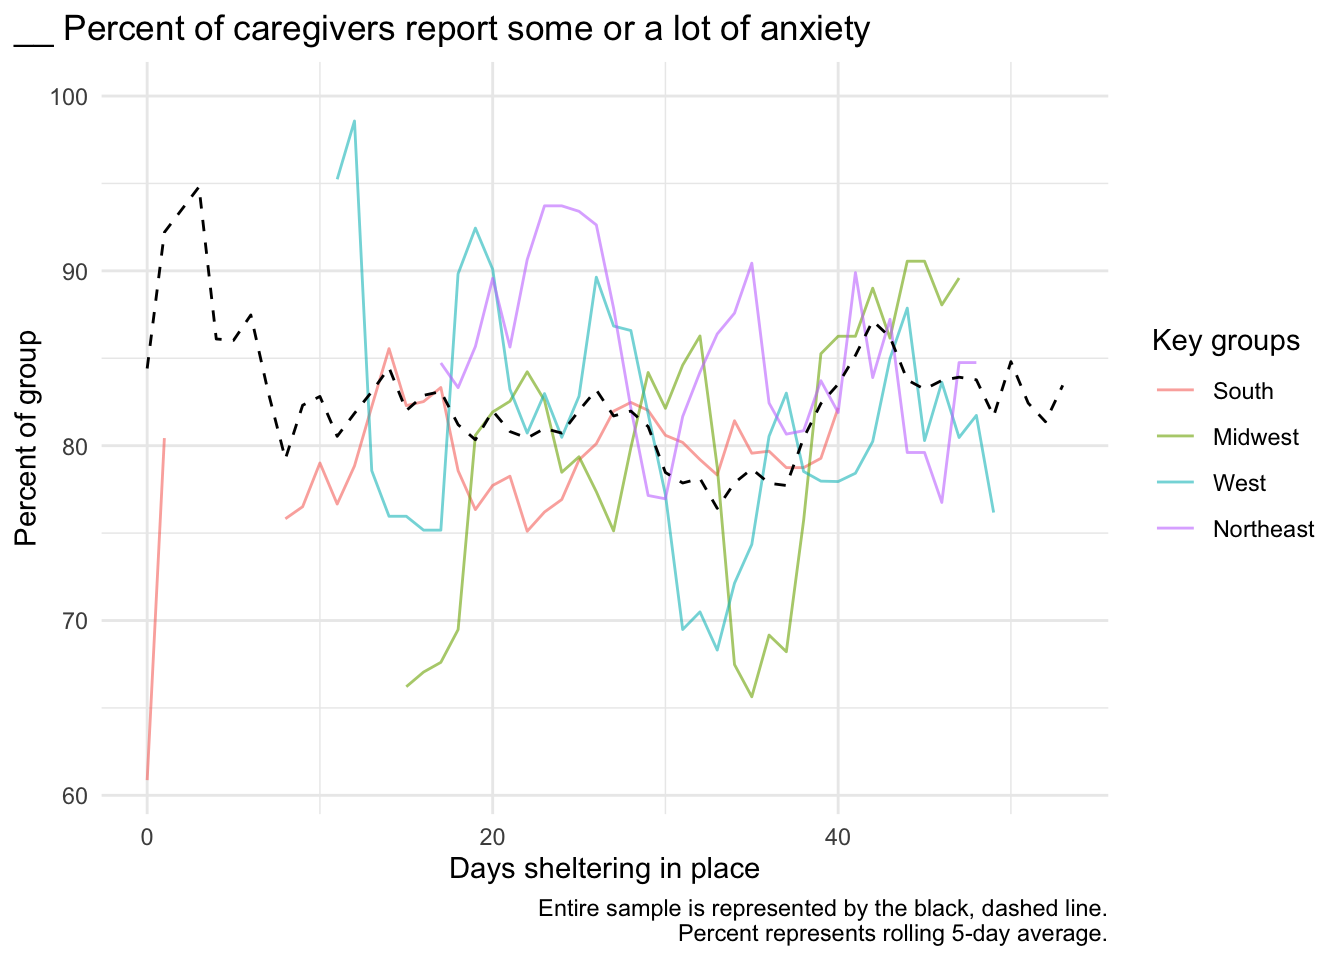 __ Percent of caregivers report some or a lot of anxiety
Percent of group
100
90
80
70
60
0
20
40
Days sheltering in place
Key groups
South
Midwest
West
Northeast
Entire sample is represented by the black, dashed line.
Percent represents rolling 5-day average.